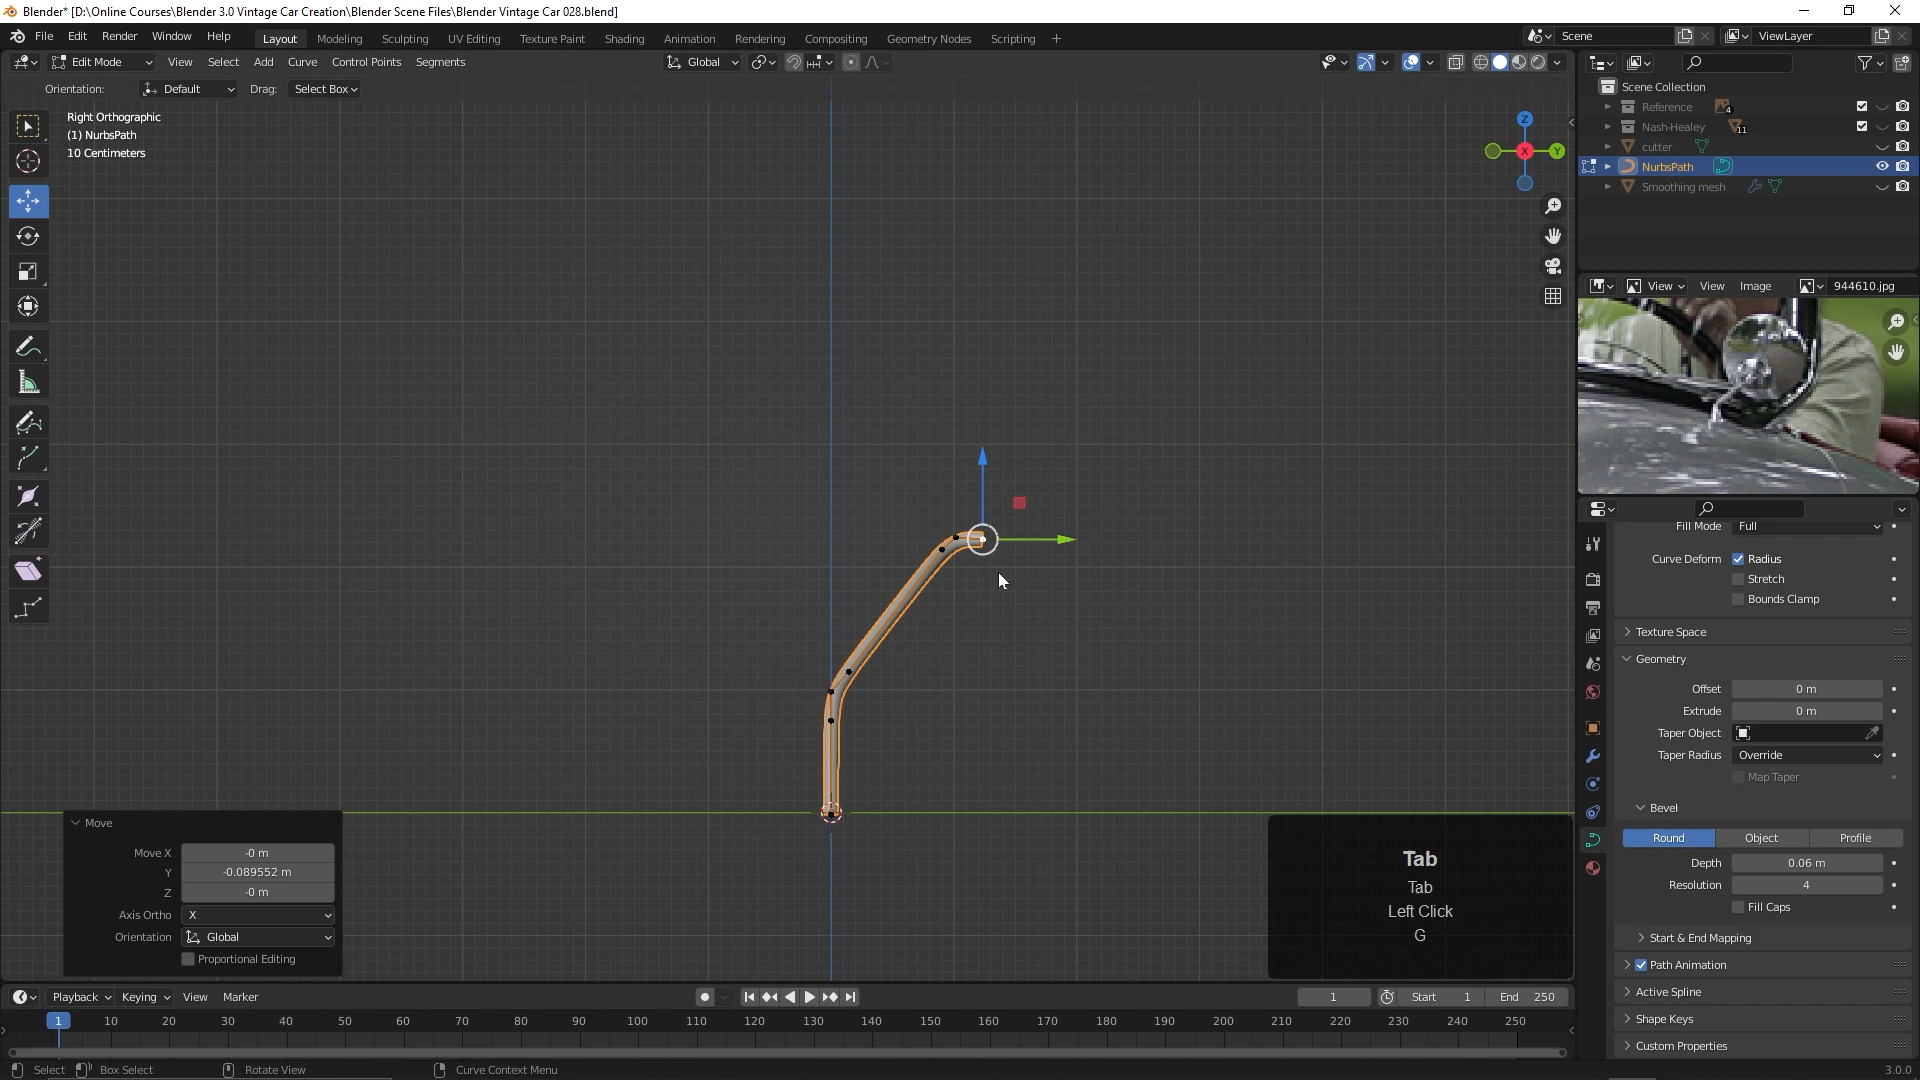 Blender* [D:\Online Courses\Blender 3.0 Vintage Car Creation\Blender Scene Files\Blender Vintage Car 028.blend]
File Edit Render Window Help Layout Modeling Sculpting UV Editing Texture Paint Shading Animation Rendering Compositing Geometry Nodes Scripting + Scene ViewLayer
Edit Mode View Select Add Curve Control Points Segments Global
Orientation: Default Drag: Select Box
Right Orthographic
(1) NurbsPath
10 Centimeters
Z
X
Y
Scene Collection
Reference 4
Nash-Healey 11
cutter
NurbsPath
Smoothing mesh
View View Image 944610.jpg
Fill Mode Full
Curve Deform Radius
Stretch
Bounds Clamp
Texture Space
Geometry
Offset 0 m
Extrude 0 m
Taper Object
Taper Radius Override
Map Taper
Bevel
Round Object Profile
Depth 0.06 m
Resolution 4
Fill Caps
Start & End Mapping
Path Animation
Active Spline
Shape Keys
Custom Properties
Move
Move X -0 m
Y -0.089552 m
Z -0 m
Axis Ortho X
Orientation Global
Proportional Editing
Tab
Tab
Left Click
G
Playback Keying View Marker 1 Start 1 End 250
1 10 20 30 40 50 60 70 80 90 100 110 120 130 140 150 160 170 180 190 200 210 220 230 240 250
Select Box Select Rotate View Curve Context Menu 3.0.0